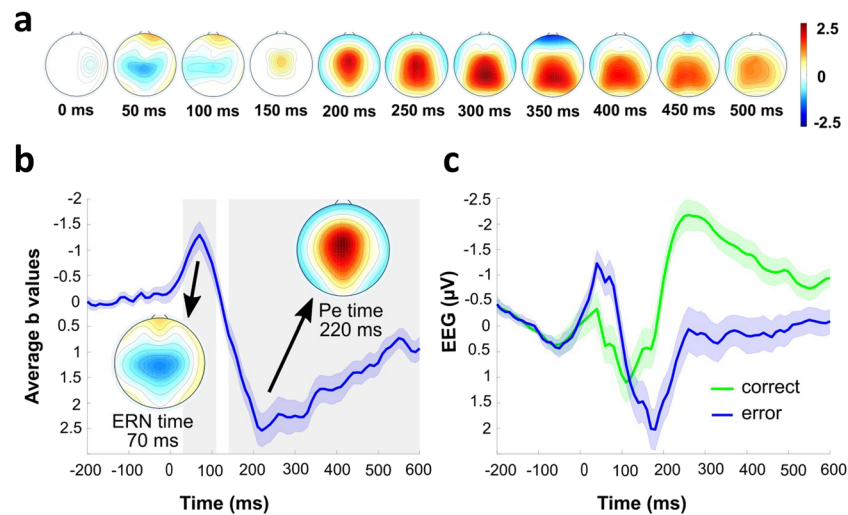 a
0 ms 50 ms 100 ms 150 ms 200 ms 250 ms 300 ms 350 ms 400 ms 450 ms 500 ms
2.5
0
-2.5
b
Average b values
-2
-1.5
-1
-0.5
0
0.5
1
1.5
2
2.5
ERN time
70 ms
Pe time
220 ms
-200 -100 0 100 200 300 400 500 600
Time (ms)
c
EEG (µV)
-2.5
-2
-1.5
-1
-0.5
0
0.5
1
1.5
2
correct
error
-200 -100 0 100 200 300 400 500 600
Time (ms)